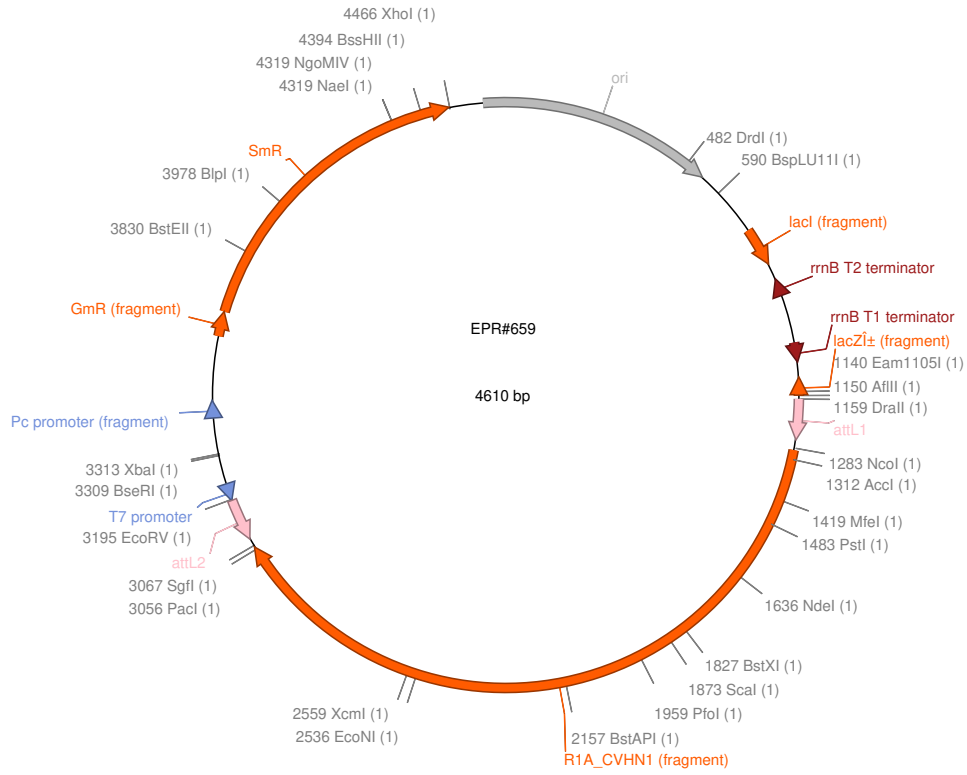 4466 XhoI (1)
4394 BssHII (1)
4319 NgoMIV (1)
4319 NaeI (1)
ori
482 DrdI (1)
590 BspLU11I (1)
SmR
3978 BlpI (1)
3830 BstEII (1)
lacI (fragment)
rrnB T2 terminator
GmR (fragment)
EPR#659
rrnB T1 terminator
lacZÎ± (fragment)
1140 Eam1105I (1)
1150 AflII (1)
1159 DraII (1)
4610 bp
Pc promoter (fragment)
attL1
1283 NcoI (1)
1312 AccI (1)
3313 XbaI (1)
3309 BseRI (1)
T7 promoter
3195 EcoRV (1)
attL2
1419 MfeI (1)
1483 PstI (1)
3067 SgfI (1)
3056 PacI (1)
1636 NdeI (1)
1827 BstXI (1)
1873 ScaI (1)
1959 PfoI (1)
2559 XcmI (1)
2536 EcoNI (1)
2157 BstAPI (1)
R1A_CVHN1 (fragment)